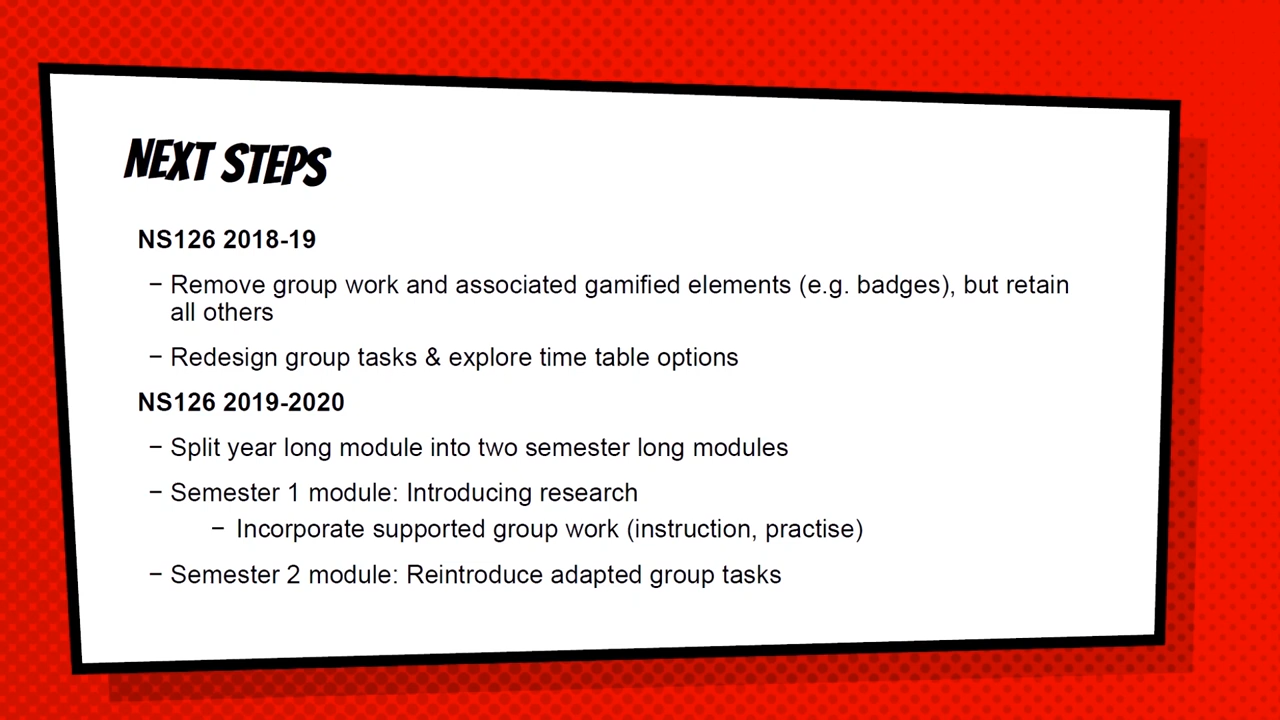 NEXT STEPS
NS126 2018-19
– Remove group work and associated gamified elements (e.g. badges), but retain
all others
– Redesign group tasks & explore time table options
NS126 2019-2020
– Split year long module into two semester long modules
– Semester 1 module: Introducing research
– Incorporate supported group work (instruction, practise)
– Semester 2 module: Reintroduce adapted group tasks